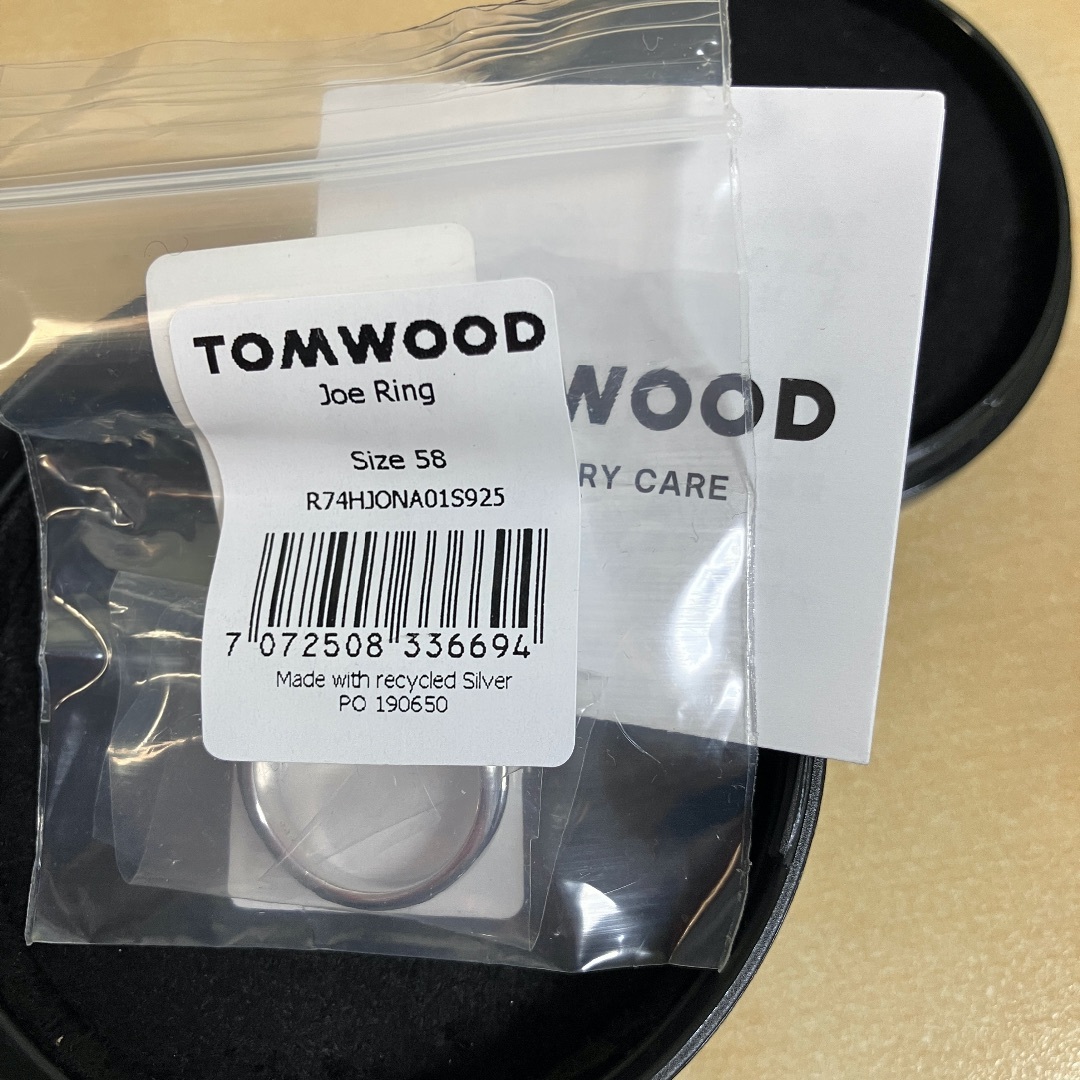 TOMWOOD
Joe Ring
Size 58
R74HJONA01S925
7 072508 336694
Made with recycled Silver
PO 190650
WOOD
RY CARE